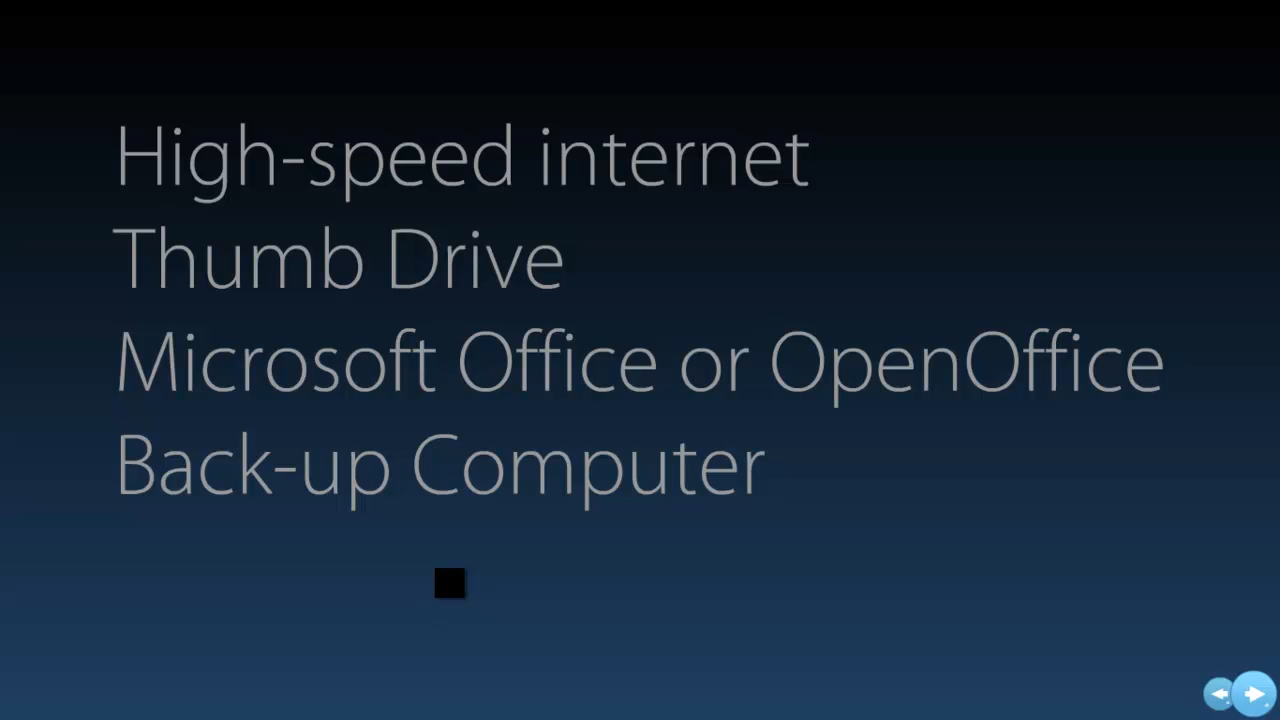 High-speed internet
Thumb Drive
Microsoft Office or OpenOffice
Back-up Computer